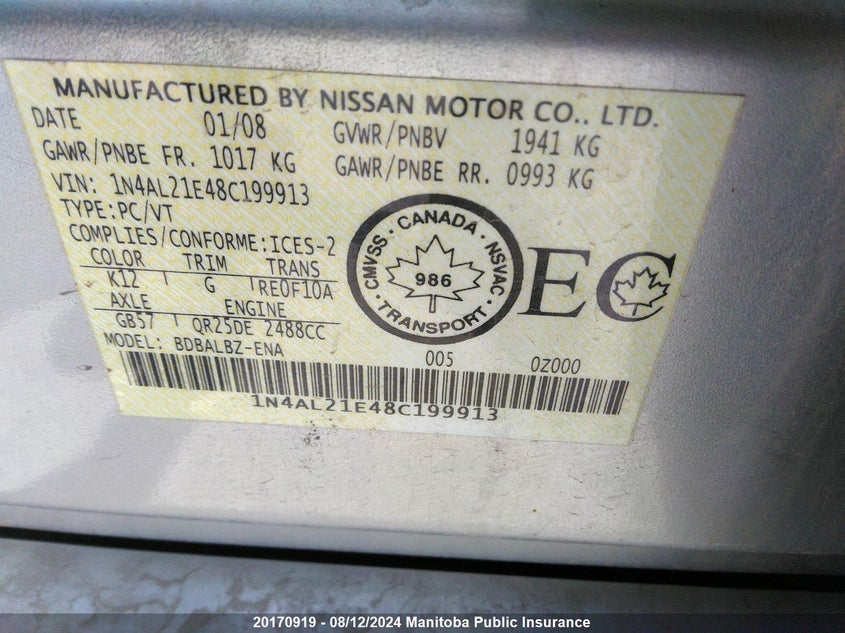 MANUFACTURED BY NISSAN MOTOR CO., LTD.
DATE 01/08 GVWR/PNBV 1941 KG
GAWR/PNBE FR. 1017 KG GAWR/PNBE RR. 0993 KG
VIN: 1N4AL21E48C199913
TYPE:PC/VT
COMPLIES/CONFORME:ICES-2
COLOR TRIM TRANS
K12 G RE0F10A
AXLE ENGINE
GB57 QR25DE 2488CC
MODEL: BDBALBZ-ENA
CMVSS · CANADA · NSVAC · TRANSPORT ·
986
EC
005 0Z000
1N4AL21E48C199913
20170919 - 08/12/2024 Manitoba Public Insurance